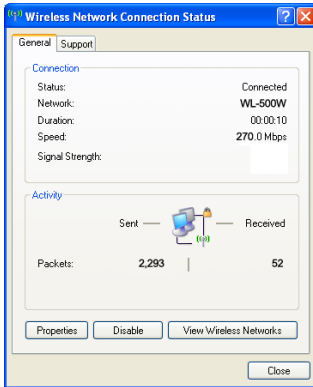 Wireless Network Connection Status
General Support
Connection
Status: Connected
Network: WL-500W
Duration: 00:00:10
Speed: 270.0 Mbps
Signal Strength:
Activity
Sent — — Received
Packets: 2,293 | 52
Properties Disable View Wireless Networks
Close